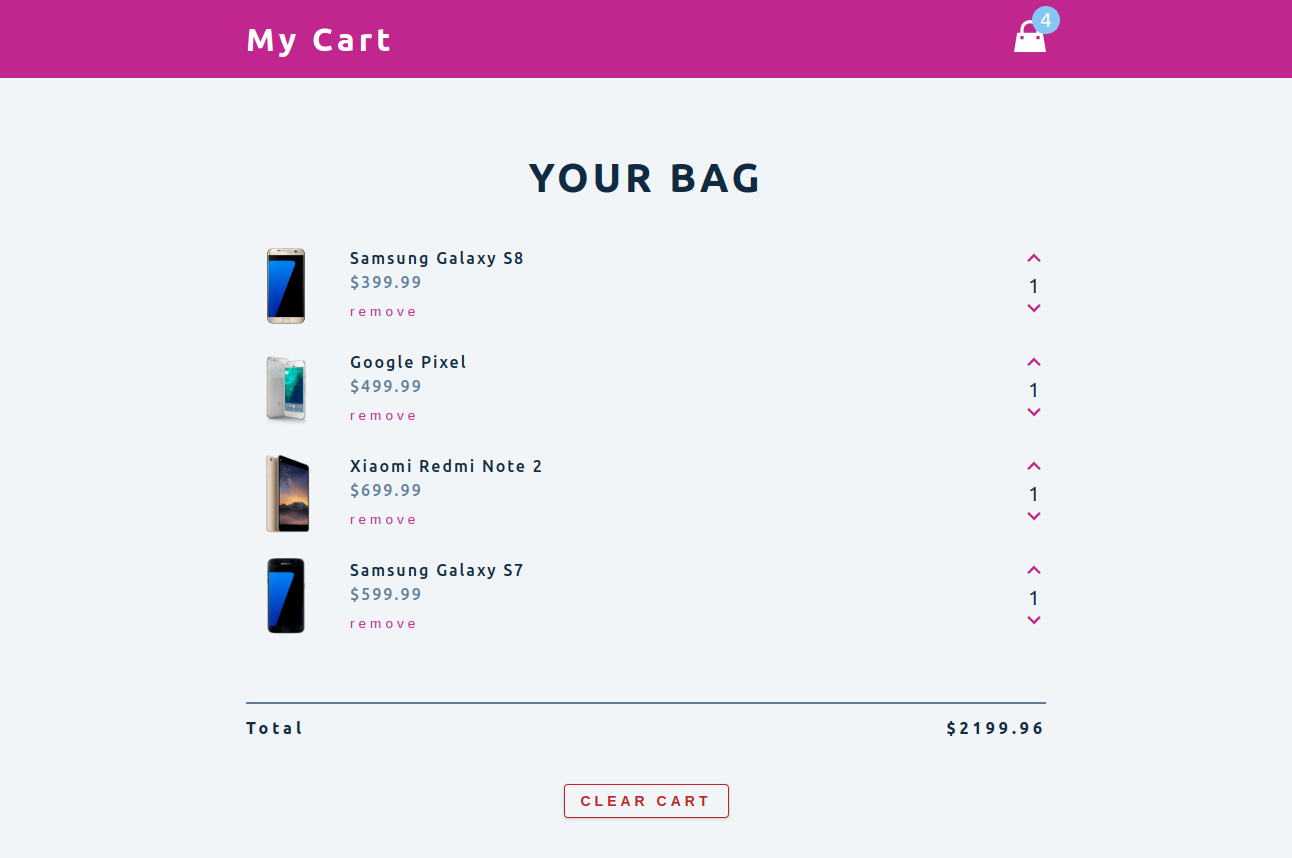 My Cart
4
YOUR BAG
Samsung Galaxy S8
$399.99
remove
1
Google Pixel
$499.99
remove
1
Xiaomi Redmi Note 2
$699.99
remove
1
Samsung Galaxy S7
$599.99
remove
1
Total $2199.96
CLEAR CART